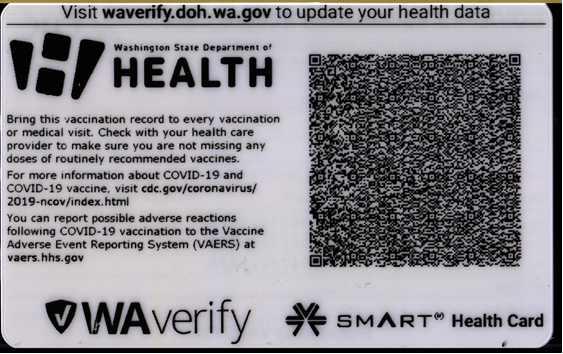 Visit waverify.doh.wa.gov to update your health data
Washington State Department of
HEALTH
Bring this vaccination record to every vaccination
or medical visit. Check with your health care
provider to make sure you are not missing any
doses of routinely recommended vaccines.
For more information about COVID-19 and
COVID-19 vaccine, visit cdc.gov/coronavirus/
2019-ncov/index.html
You can report possible adverse reactions
following COVID-19 vaccination to the Vaccine
Adverse Event Reporting System (VAERS) at
vaers.hhs.gov
WAverify
SMART® Health Card